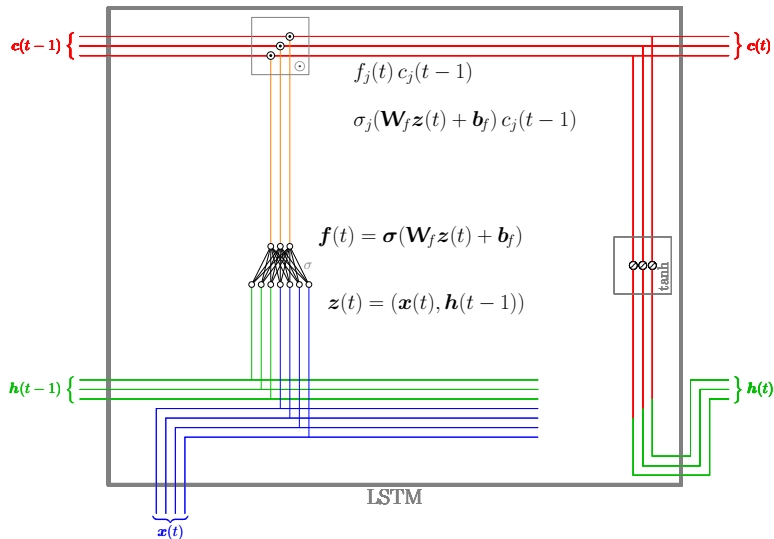 c(t−1)
c(t)
⊙
f_j(t) c_j(t − 1)
σ_j(W_f z(t) + b_f) c_j(t − 1)
f(t) = σ(W_f z(t) + b_f)
σ
tanh
z(t) = (x(t), h(t − 1))
h(t−1)
h(t)
LSTM
x(t)